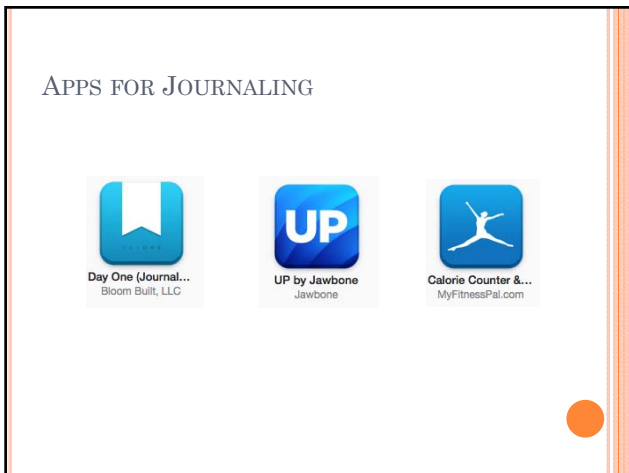 APPS FOR JOURNALING
UP
Day One (Journal...
Bloom Built, LLC
UP by Jawbone
Jawbone
Calorie Counter &...
MyFitnessPal.com